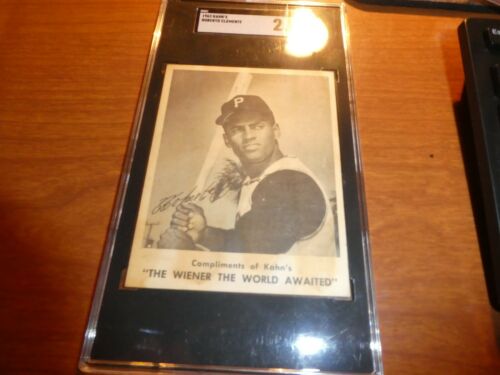 1962 KAHN'S
ROBERTO CLEMENTE
2
P
Compliments of Kahn's
"THE WIENER THE WORLD AWAITED"